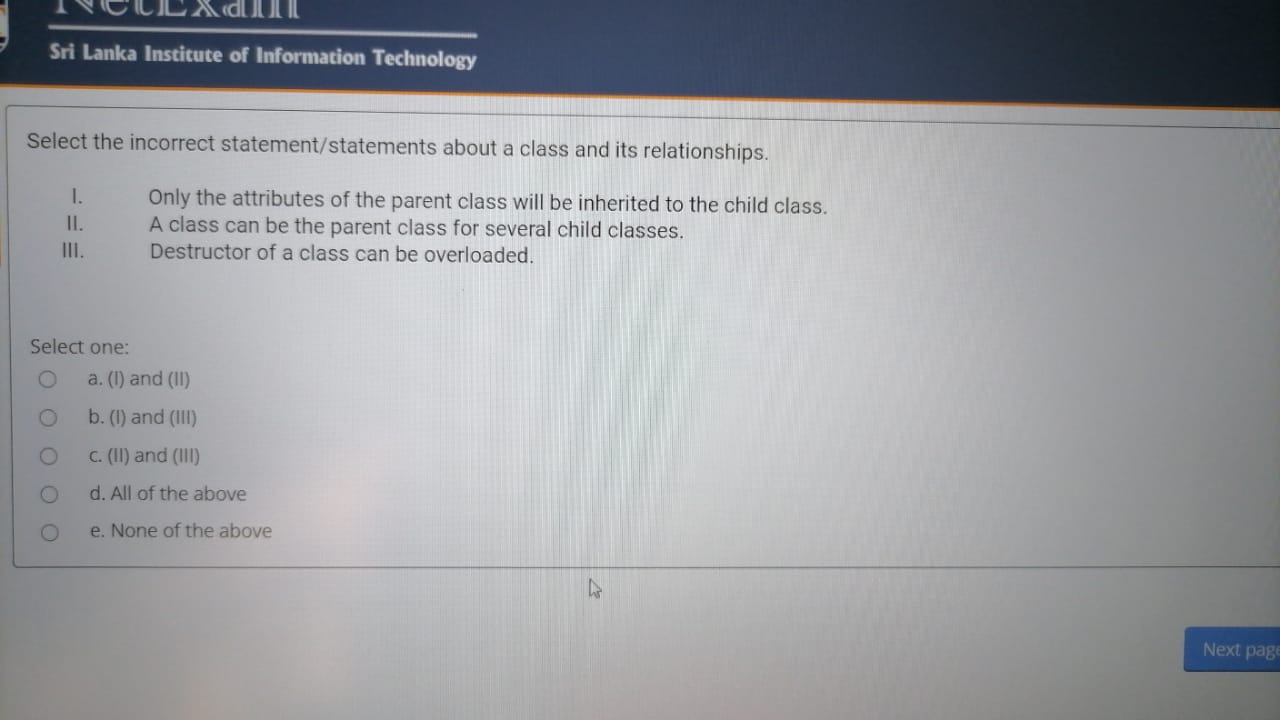 NetExam
Sri Lanka Institute of Information Technology
Select the incorrect statement/statements about a class and its relationships.
I. Only the attributes of the parent class will be inherited to the child class.
II. A class can be the parent class for several child classes.
III. Destructor of a class can be overloaded.
Select one:
a. (I) and (II)
b. (I) and (III)
c. (II) and (III)
d. All of the above
e. None of the above
Next page